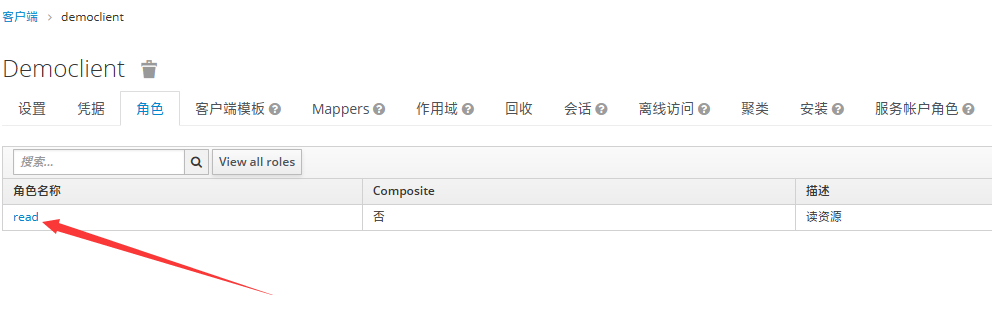 客户端 > democlient
Democlient
设置 凭据 角色 客户端模板 Mappers 作用域 回收 会话 离线访问 聚类 安装 服务帐户角色
搜索... View all roles
角色名称 Composite 描述
read 否 读资源